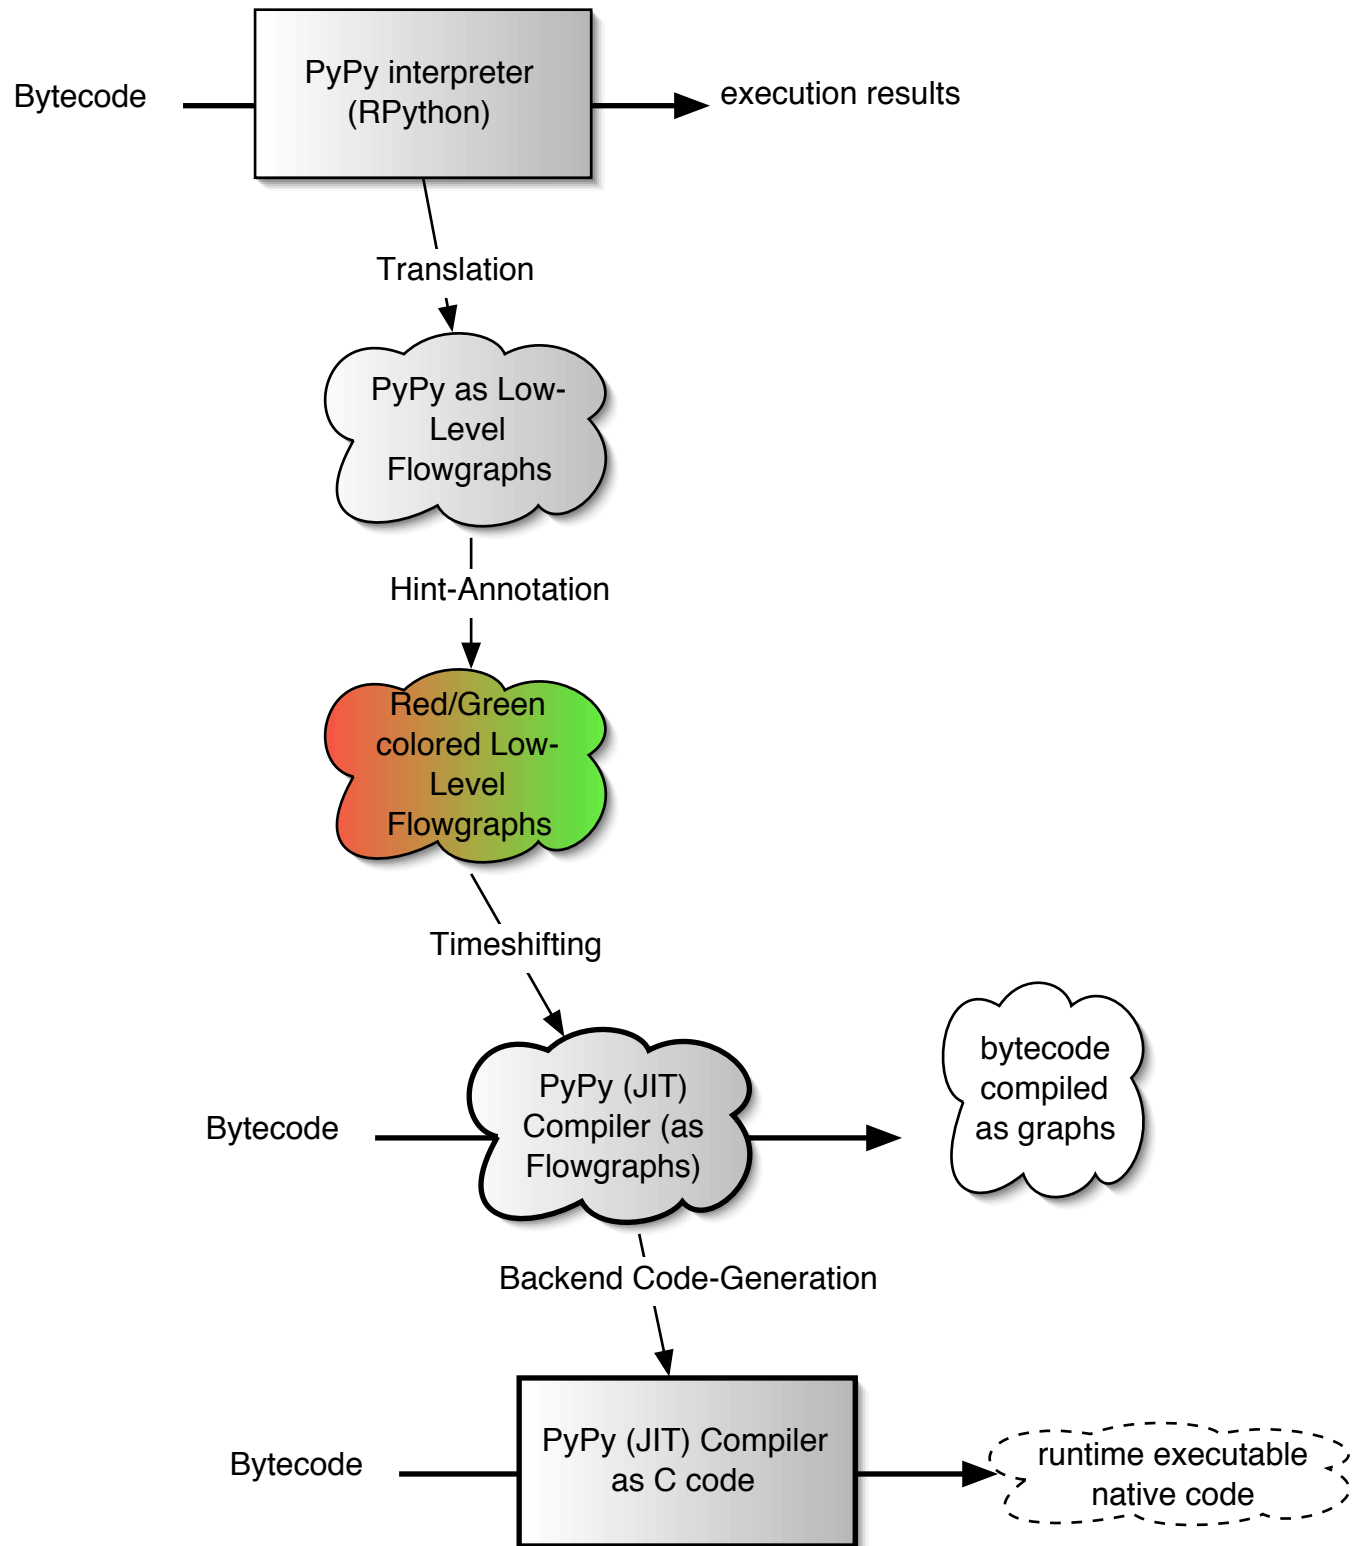 Bytecode
PyPy interpreter
(RPython)
execution results
Translation
PyPy as Low-
Level
Flowgraphs
Hint-Annotation
Red/Green
colored Low-
Level
Flowgraphs
Timeshifting
Bytecode
PyPy (JIT)
Compiler (as
Flowgraphs)
bytecode
compiled
as graphs
Backend Code-Generation
Bytecode
PyPy (JIT) Compiler
as C code
runtime executable
native code